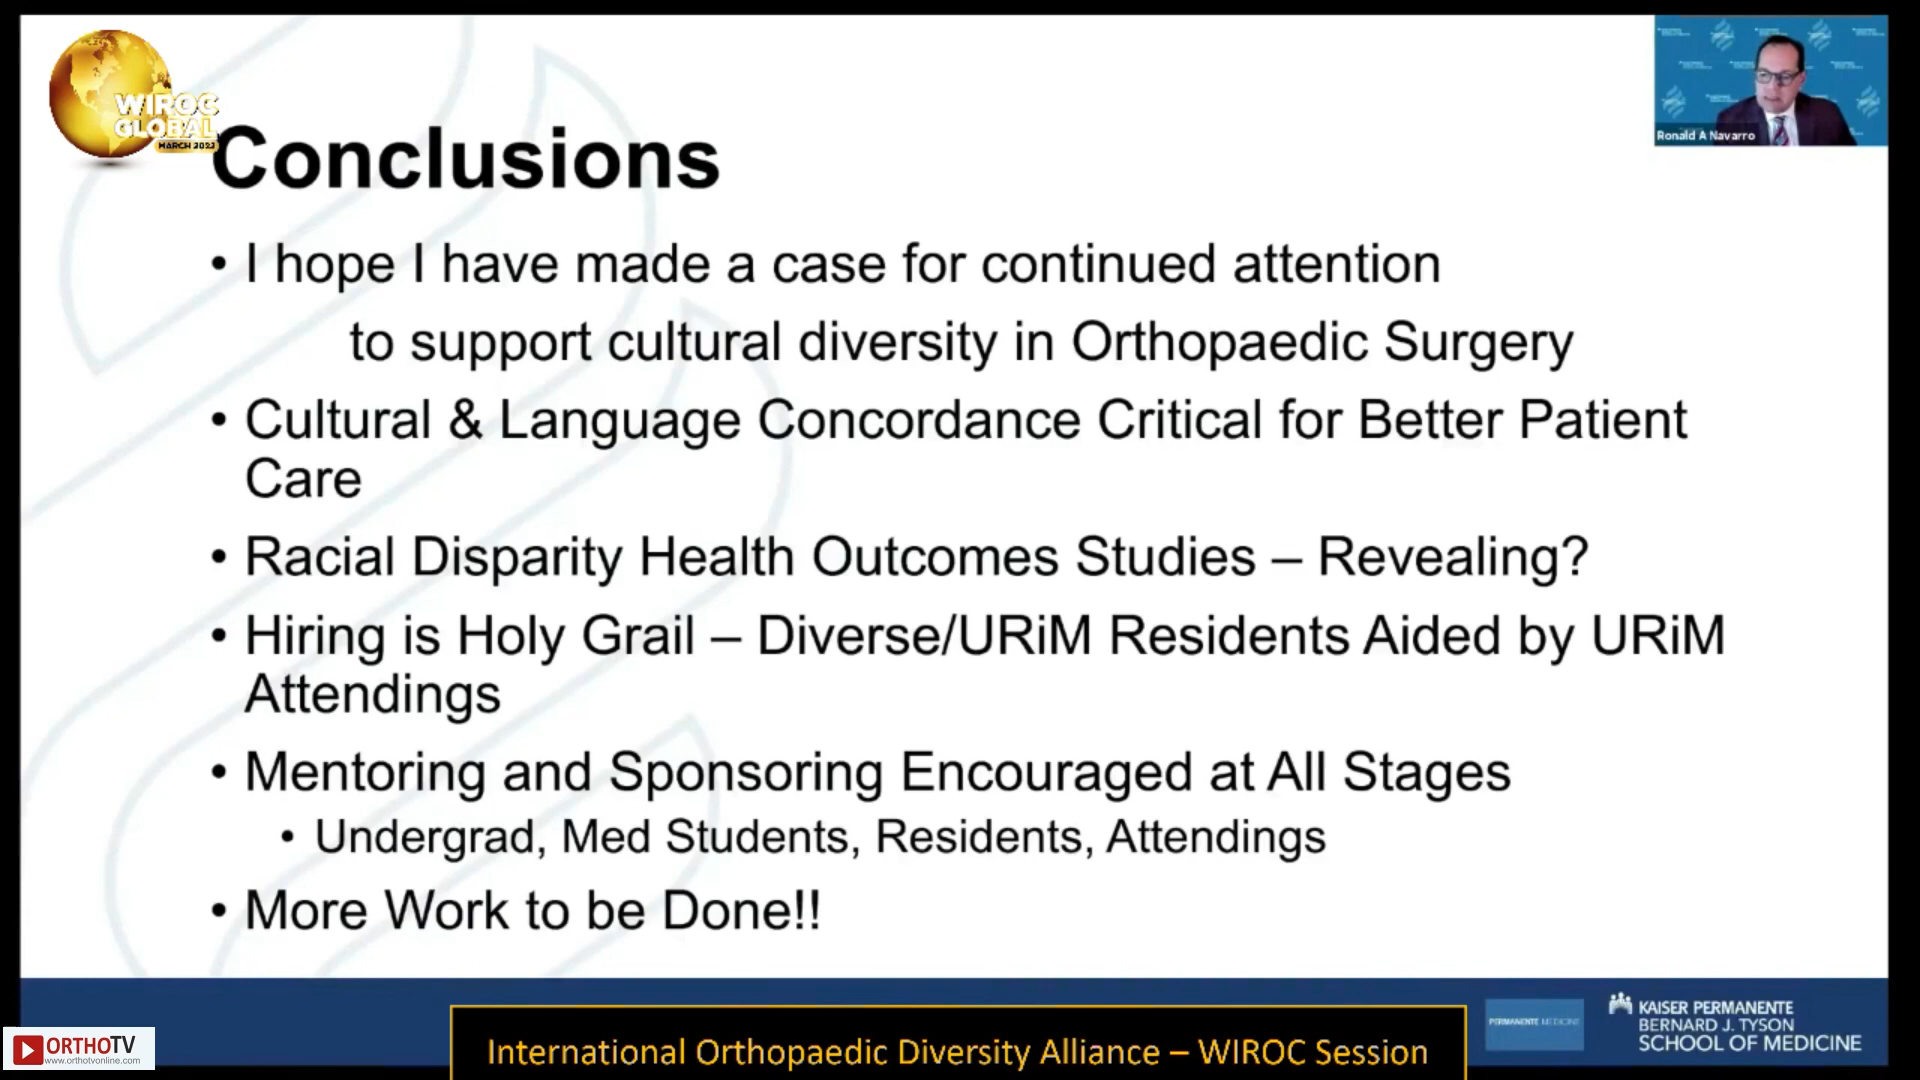 WIROC
GLOBAL
MARCH 2023
Ronald A Navarro
Conclusions
• I hope I have made a case for continued attention
to support cultural diversity in Orthopaedic Surgery
• Cultural & Language Concordance Critical for Better Patient
Care
• Racial Disparity Health Outcomes Studies – Revealing?
• Hiring is Holy Grail – Diverse/URiM Residents Aided by URiM
Attendings
• Mentoring and Sponsoring Encouraged at All Stages
• Undergrad, Med Students, Residents, Attendings
• More Work to be Done!!
ORTHOTV
www.orthotvonline.com
International Orthopaedic Diversity Alliance – WIROC Session
PERMANENTE MEDICINE
KAISER PERMANENTE
BERNARD J. TYSON
SCHOOL OF MEDICINE